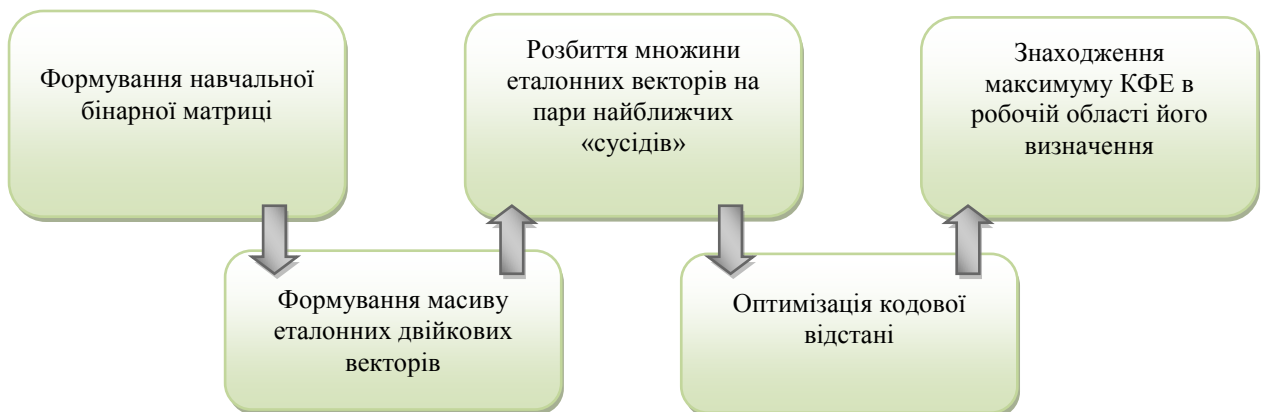 Формування навчальної
бінарної матриці
Формування масиву
еталонних двійкових
векторів
Розбиття множини
еталонних векторів на
пари найближчих
«сусідів»
Оптимізація кодової
відстані
Знаходження
максимуму КФЕ в
робочій області його
визначення